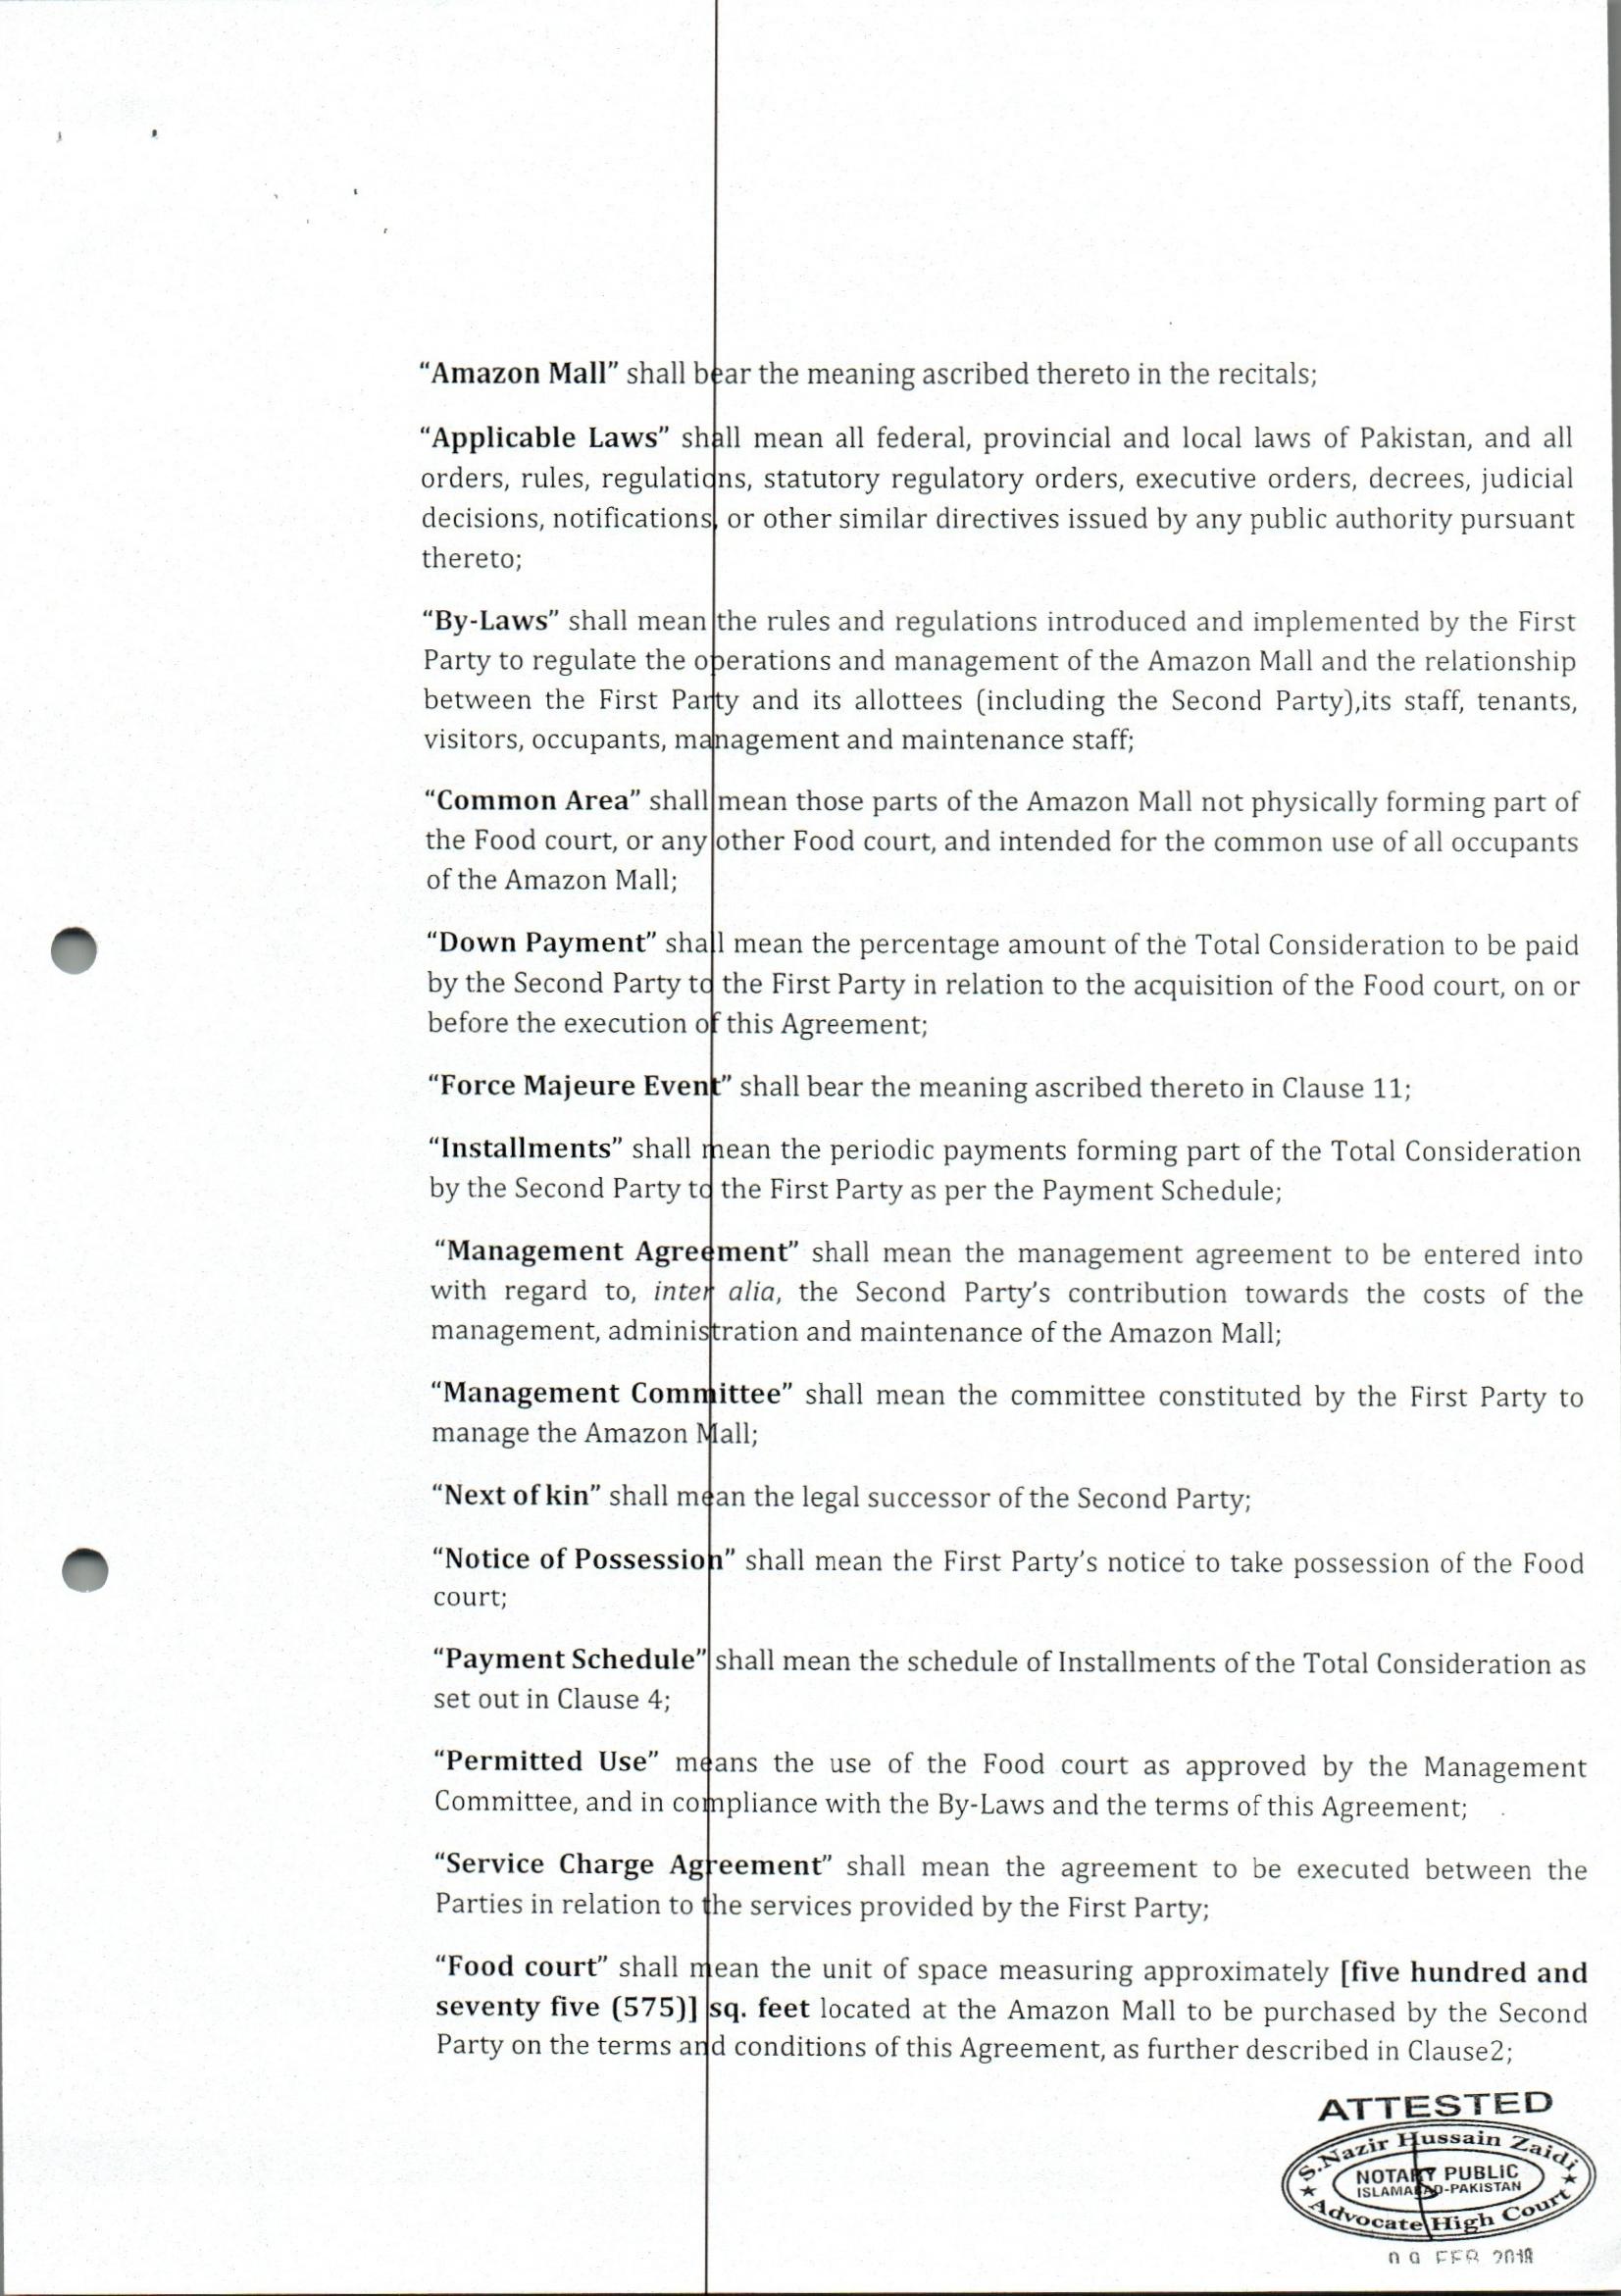 “Amazon Mall” shall bear the meaning ascribed thereto in the recitals;
“Applicable Laws” shall mean all federal, provincial and local laws of Pakistan, and all
orders, rules, regulations, statutory regulatory orders, executive orders, decrees, judicial
decisions, notifications, or other similar directives issued by any public authority pursuant
thereto;
“By-Laws” shall mean the rules and regulations introduced and implemented by the First
Party to regulate the operations and management of the Amazon Mall and the relationship
between the First Party and its allottees (including the Second Party),its staff, tenants,
visitors, occupants, management and maintenance staff;
“Common Area” shall mean those parts of the Amazon Mall not physically forming part of
the Food court, or any other Food court, and intended for the common use of all occupants
of the Amazon Mall;
“Down Payment” shall mean the percentage amount of the Total Consideration to be paid
by the Second Party to the First Party in relation to the acquisition of the Food court, on or
before the execution of this Agreement;
“Force Majeure Event” shall bear the meaning ascribed thereto in Clause 11;
“Installments” shall mean the periodic payments forming part of the Total Consideration
by the Second Party to the First Party as per the Payment Schedule;
“Management Agreement” shall mean the management agreement to be entered into
with regard to, inter alia, the Second Party’s contribution towards the costs of the
management, administration and maintenance of the Amazon Mall;
“Management Committee” shall mean the committee constituted by the First Party to
manage the Amazon Mall;
“Next of kin” shall mean the legal successor of the Second Party;
“Notice of Possession” shall mean the First Party’s notice to take possession of the Food
court;
“Payment Schedule” shall mean the schedule of Installments of the Total Consideration as
set out in Clause 4;
“Permitted Use” means the use of the Food court as approved by the Management
Committee, and in compliance with the By-Laws and the terms of this Agreement;
“Service Charge Agreement” shall mean the agreement to be executed between the
Parties in relation to the services provided by the First Party;
“Food court” shall mean the unit of space measuring approximately [five hundred and
seventy five (575)] sq. feet located at the Amazon Mall to be purchased by the Second
Party on the terms and conditions of this Agreement, as further described in Clause2;
ATTESTED
S.Nazir Hussain Zaidi
NOTARY PUBLIC
ISLAMABAD-PAKISTAN
Advocate High Court
09 FEB 2018